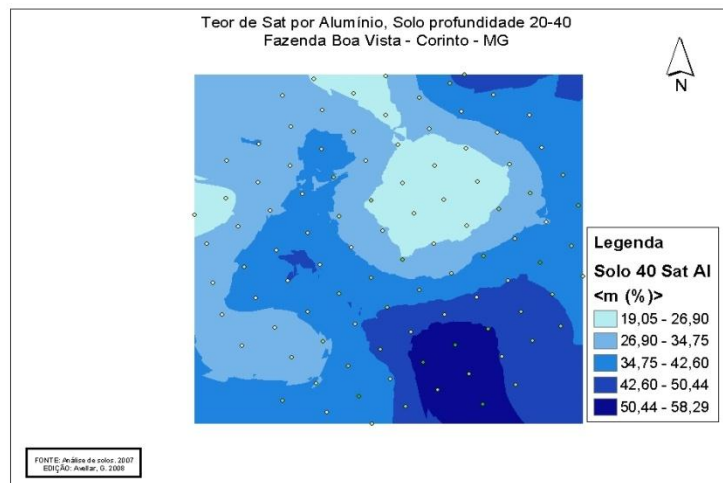 Teor de Sat por Alumínio, Solo profundidade 20-40
Fazenda Boa Vista - Corinto - MG
N
Legenda
Solo 40 Sat Al
<m (%)>
19,05 - 26,90
26,90 - 34,75
34,75 - 42,60
42,60 - 50,44
50,44 - 58,29
FONTE: Análise de solos, 2007
EDIÇÃO: Avellar, G. 2008